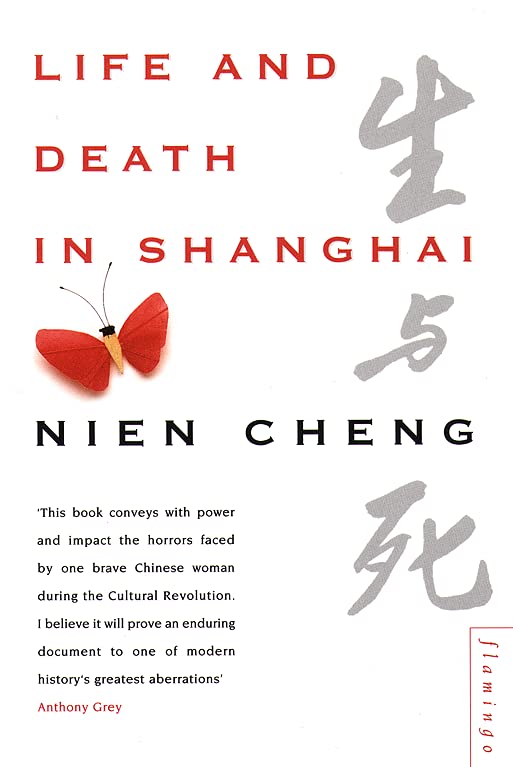 LIFE AND
DEATH
IN SHANGHAI
生
与
死
NIEN CHENG
'This book conveys with power
and impact the horrors faced
by one brave Chinese woman
during the Cultural Revolution.
I believe it will prove an enduring
document to one of modern
history's greatest aberrations'
Anthony Grey
flamingo